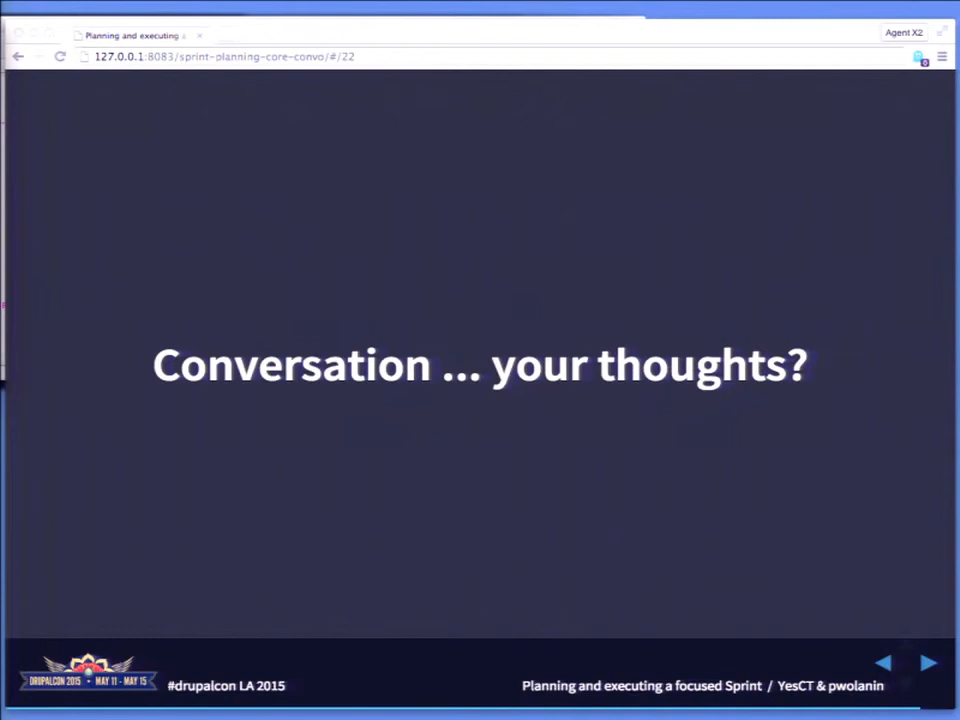 Planning and executing a
Agent X2
127.0.0.1:8083/sprint-planning-core-convo/#/22
0
Conversation ... your thoughts?
DRUPALCON 2015 • MAY 11 - MAY 15
#drupalcon LA 2015
Planning and executing a focused Sprint / YesCT & pwolanin